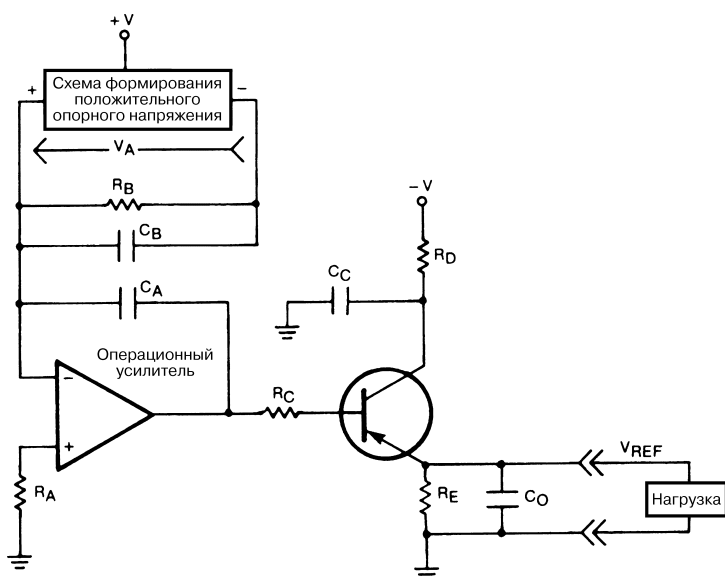 + V
+
Схема формирования
положительного
опорного напряжения
−
VA
RB
CB
− V
RD
CC
CA
Операционный
усилитель
−
RC
+
RA
VREF
RE
CO
Нагрузка